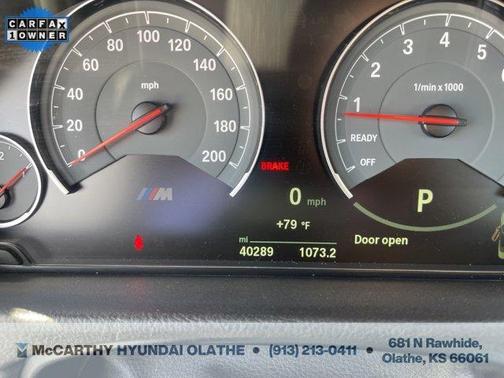 CARFAX
1 OWNER
0 20 40 60 80 100 120 140 160 180 200
mph
1 2 3 4 5
1/min x 1000
READY
OFF
2
BRAKE
M
0 mph
P
+79 °F
mi
40289 1073.2
Door open
McCARTHY HYUNDAI OLATHE • (913) 213-0411 • 681 N Rawhide,
Olathe, KS 66061